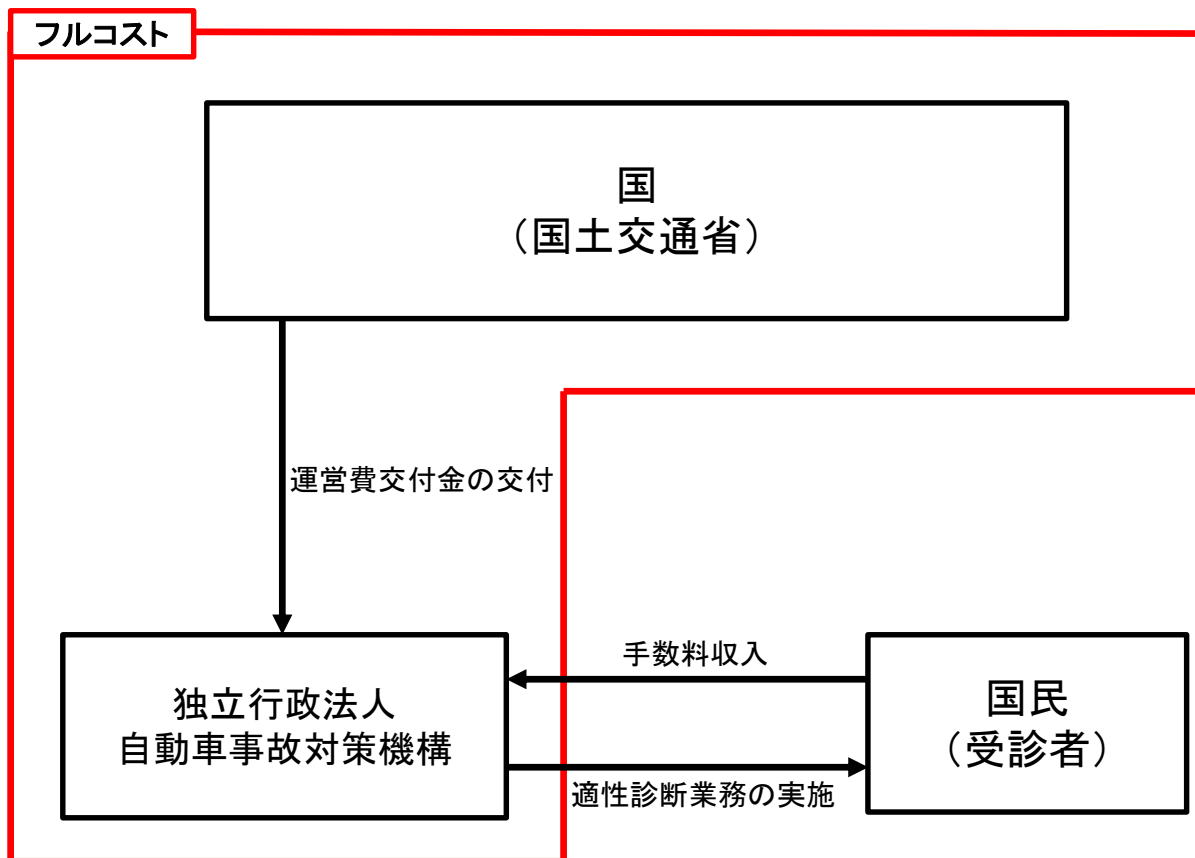 フルコスト
国
（国土交通省）
運営費交付金の交付
手数料収入
独立行政法人
自動車事故対策機構
国民
（受診者）
適性診断業務の実施